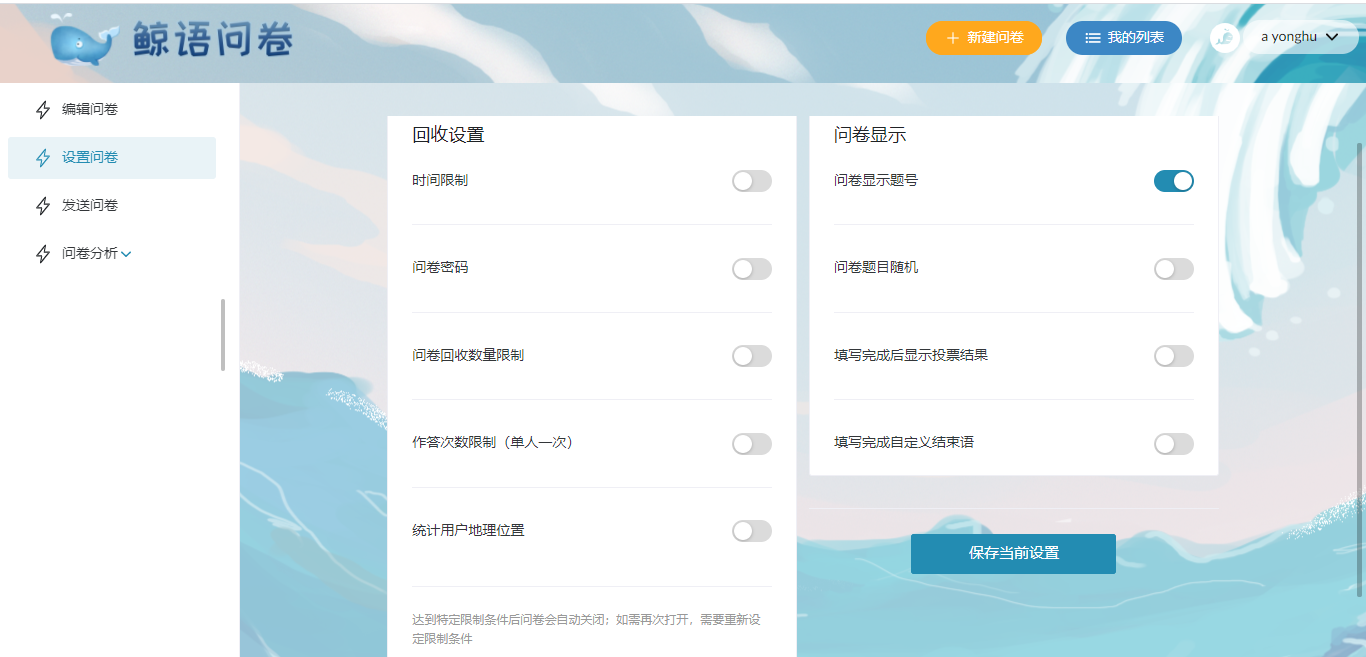 鲸语问卷
新建问卷
我的列表
a yonghu
编辑问卷
设置问卷
发送问卷
问卷分析
回收设置
时间限制
问卷密码
问卷回收数量限制
作答次数限制（单人一次）
统计用户地理位置
达到特定限制条件后问卷会自动关闭；如需再次打开，需要重新设
定限制条件
问卷显示
问卷显示题号
问卷题目随机
填写完成后显示投票结果
填写完成自定义结束语
保存当前设置